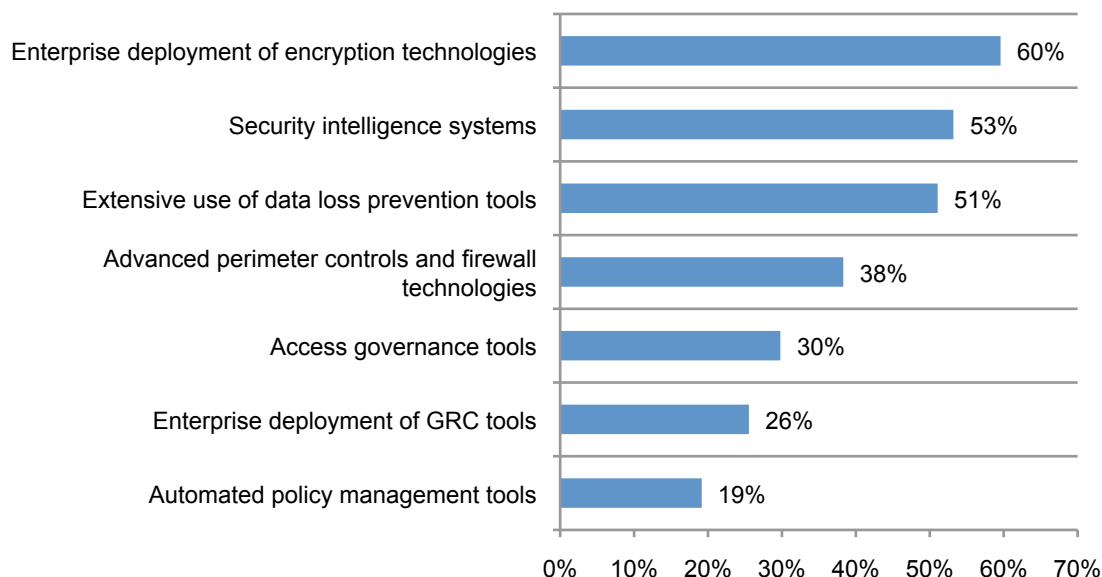 Enterprise deployment of encryption technologies 60%
Security intelligence systems 53%
Extensive use of data loss prevention tools 51%
Advanced perimeter controls and firewall
technologies 38%
Access governance tools 30%
Enterprise deployment of GRC tools 26%
Automated policy management tools 19%
0% 10% 20% 30% 40% 50% 60% 70%